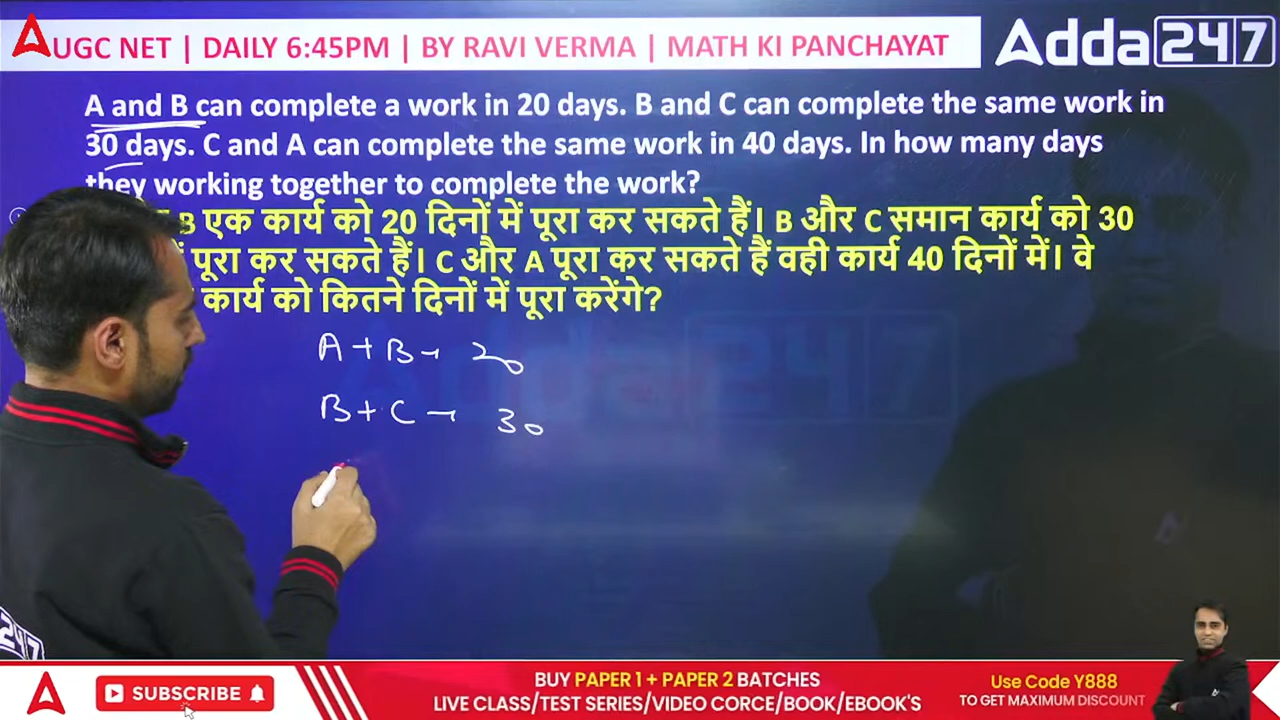 UGC NET | DAILY 6:45PM | BY RAVI VERMA | MATH KI PANCHAYAT
Adda247
A and B can complete a work in 20 days. B and C can complete the same work in
30 days. C and A can complete the same work in 40 days. In how many days
they working together to complete the work?
B एक कार्य को 20 दिनों में पूरा कर सकते हैं। B और C समान कार्य को 30
में पूरा कर सकते हैं। C और A पूरा कर सकते हैं वही कार्य 40 दिनों में। वे
कार्य को कितने दिनों में पूरा करेंगे?
A+B→ 20
B+C→ 30
Adda247
247
SUBSCRIBE
BUY PAPER 1 + PAPER 2 BATCHES
LIVE CLASS/TEST SERIES/VIDEO CORCE/BOOK/EBOOK'S
Use Code Y888
TO GET MAXIMUM DISCOUNT